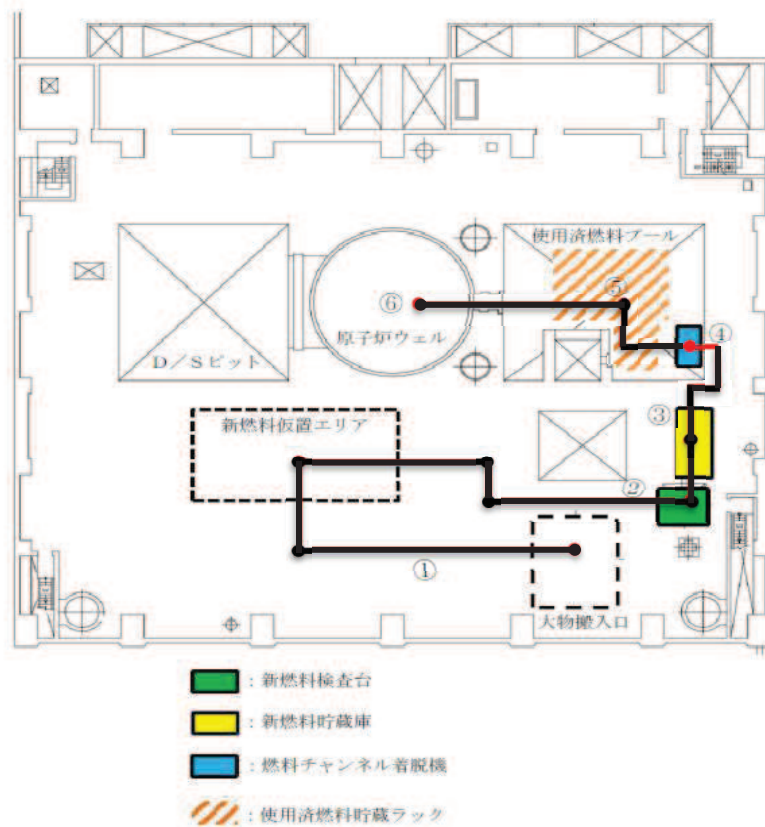 使用済燃料プール
⑤
⑥
④
原子炉ウェル
D/Sピット
新燃料仮置エリア
③
②
①
大物搬入口
:新燃料検査台
:新燃料貯蔵庫
:燃料チャンネル着脱機
:使用済燃料貯蔵ラック